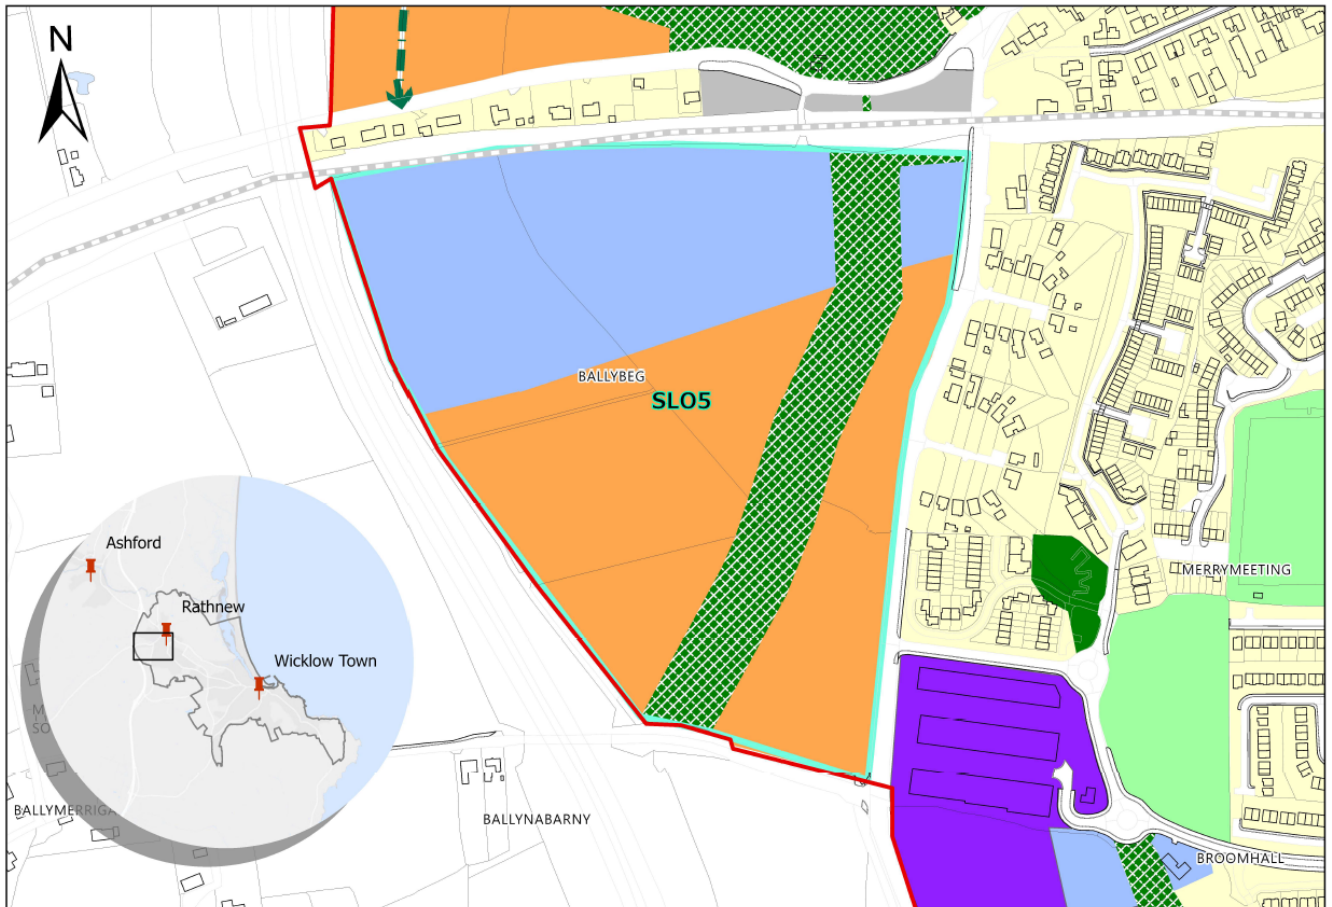 N
BALLYBEG
SLO5
Ashford
Rathnew
Wicklow Town
MERRYMEETING
BALLYMERRIGA
BALLYNABARNY
BROOMHALL